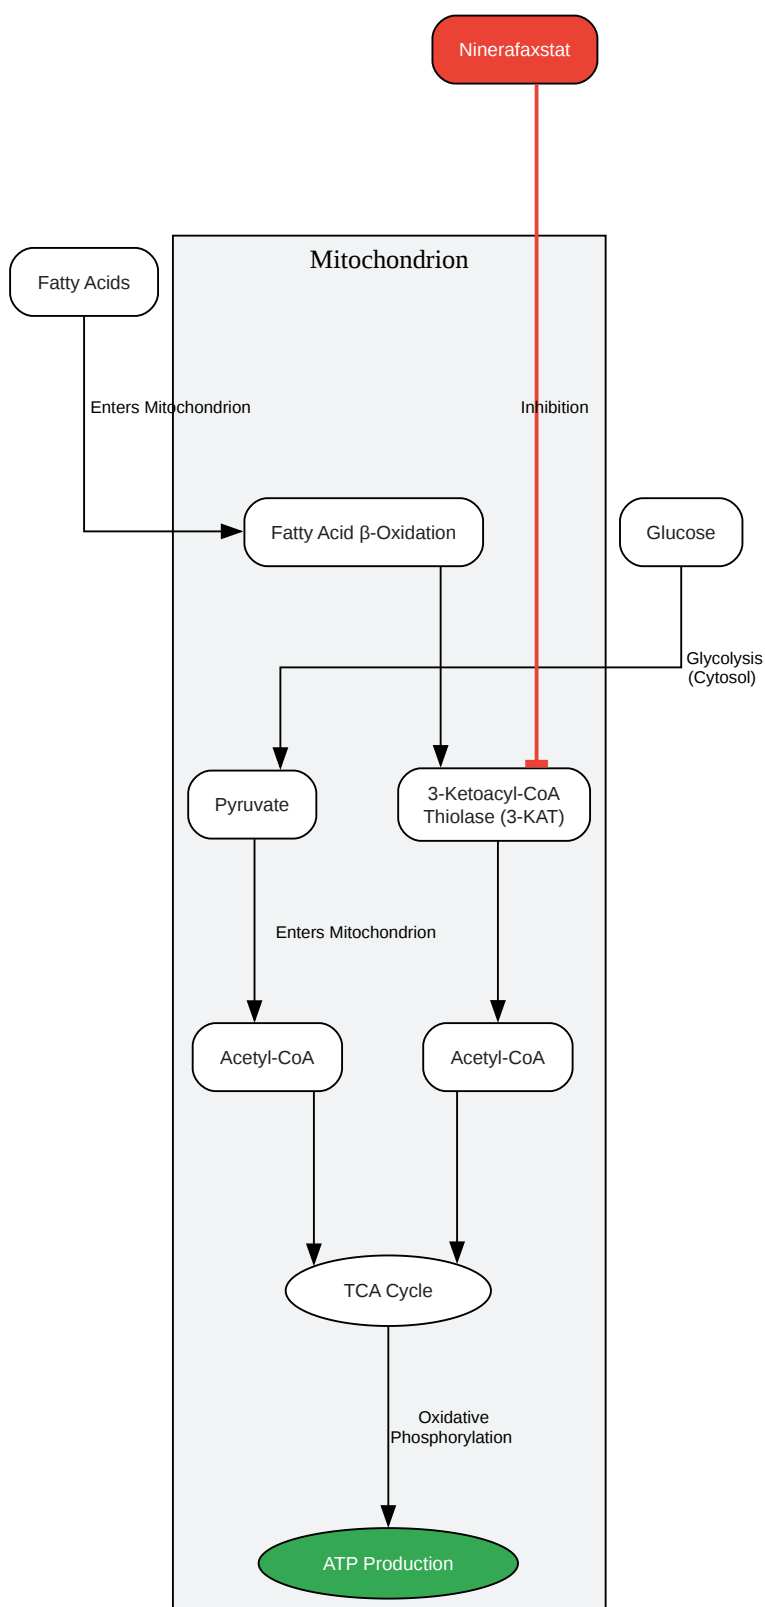 Ninerafaxstat
Mitochondrion
Fatty Acids
Enters Mitochondrion
Inhibition
Fatty Acid β-Oxidation
Glucose
Glycolysis
(Cytosol)
Pyruvate
3-Ketoacyl-CoA
Thiolase (3-KAT)
Enters Mitochondrion
Acetyl-CoA
Acetyl-CoA
TCA Cycle
Oxidative
Phosphorylation
ATP Production